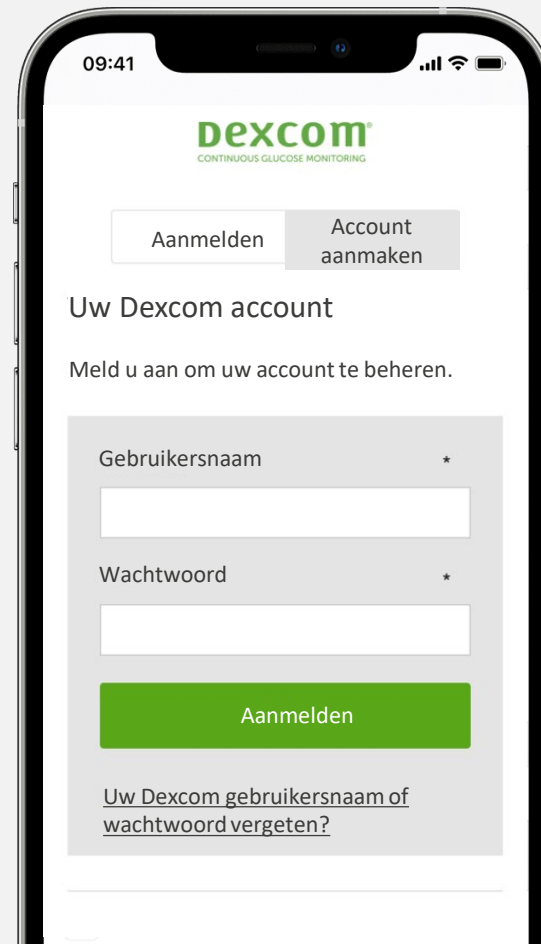 09:41
Dexcom®
CONTINUOUS GLUCOSE MONITORING
Aanmelden
Account
aanmaken
Uw Dexcom account
Meld u aan om uw account te beheren.
Gebruikersnaam *
Wachtwoord *
Aanmelden
Uw Dexcom gebruikersnaam of
wachtwoord vergeten?